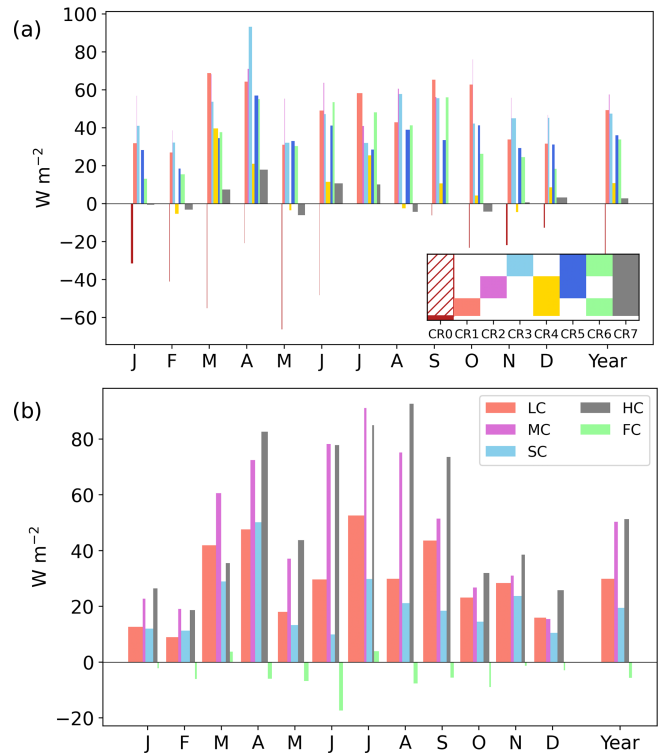 (a)
100
80
60
40
20
0
−20
−40
−60
W m−2
CR0 CR1 CR2 CR3 CR4 CR5 CR6 CR7
J F M A M J J A S O N D Year
(b)
80
60
40
20
0
−20
W m−2
LC HC
MC FC
SC
J F M A M J J A S O N D Year